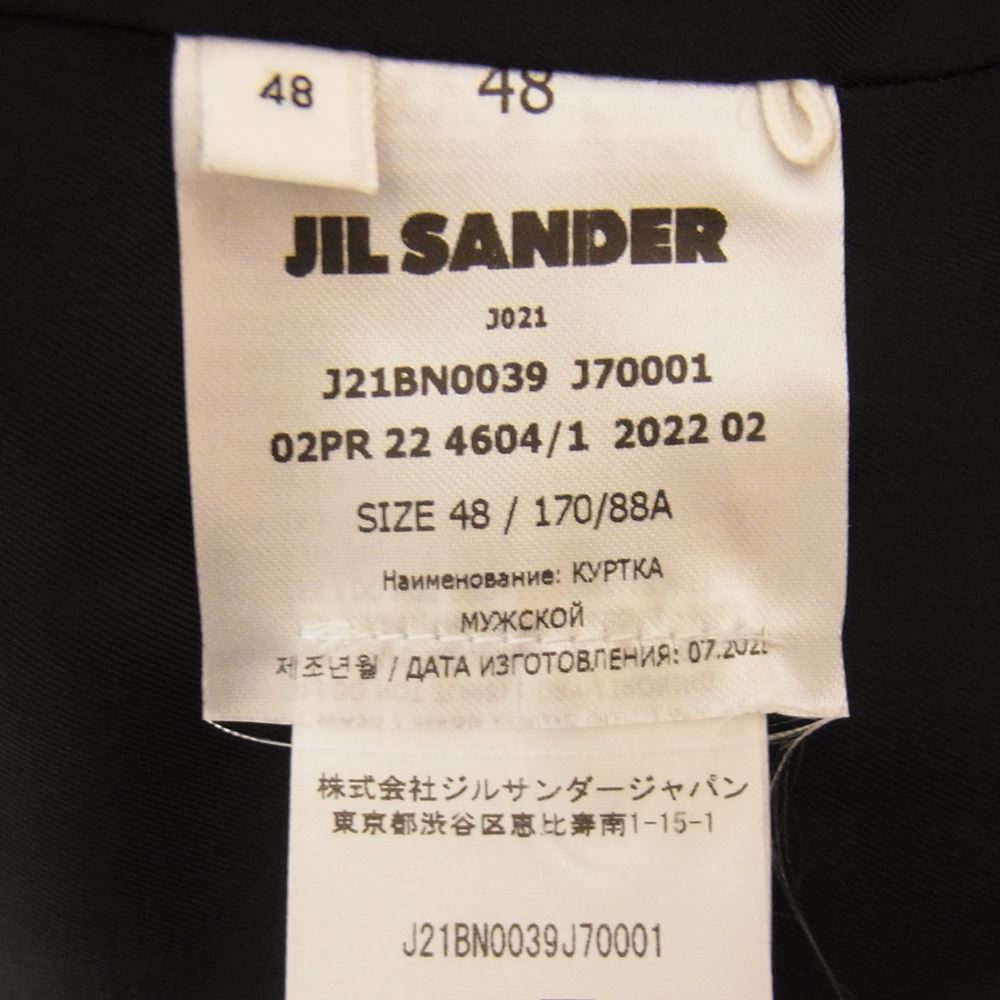 48
48
JIL SANDER
J021
J21BN0039 J70001
02PR 22 4604/1 2022 02
SIZE 48 / 170/88A
Наименование: КУРТКА
МУЖСКОЙ
제조년월 / ДАТА ИЗГОТОВЛЕНИЯ:
株式会社ジルサンダージャパン
東京都渋谷区恵比寿南1-15-1
J21BN0039J70001